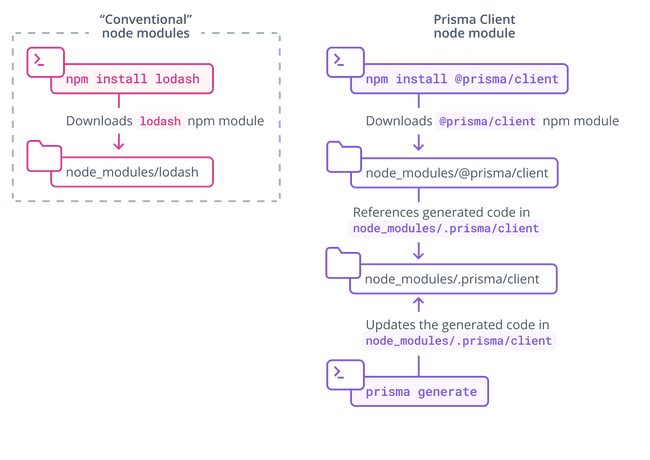 “Conventional”
node modules
npm install lodash
Downloads lodash npm module
node_modules/lodash
Prisma Client
node module
npm install @prisma/client
Downloads @prisma/client npm module
node_modules/@prisma/client
References generated code in
node_modules/.prisma/client
node_modules/.prisma/client
Updates the generated code in
node_modules/.prisma/client
prisma generate